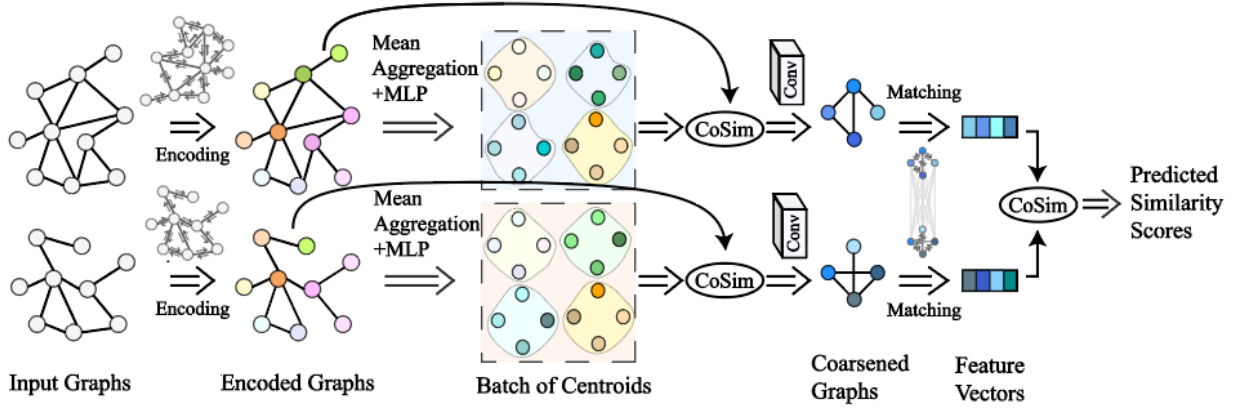 Mean
Aggregation
+MLP
Encoding
CoSim
Conv
Matching
CoSim
Predicted
Similarity
Scores
Mean
Aggregation
+MLP
Encoding
CoSim
Conv
Matching
Input Graphs
Encoded Graphs
Batch of Centroids
Coarsened
Graphs
Feature
Vectors